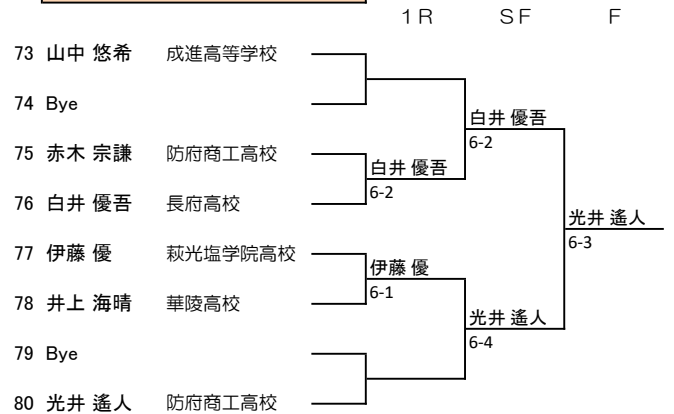 1R SF F
73 山中 悠希 成進高等学校
74 Bye
白井 優吾
6-2
75 赤木 宗謙 防府商工高校
白井 優吾
6-2
76 白井 優吾 長府高校
光井 遙人
6-3
77 伊藤 優 萩光塩学院高校
伊藤 優
6-1
78 井上 海晴 華陵高校
光井 遙人
6-4
79 Bye
80 光井 遙人 防府商工高校